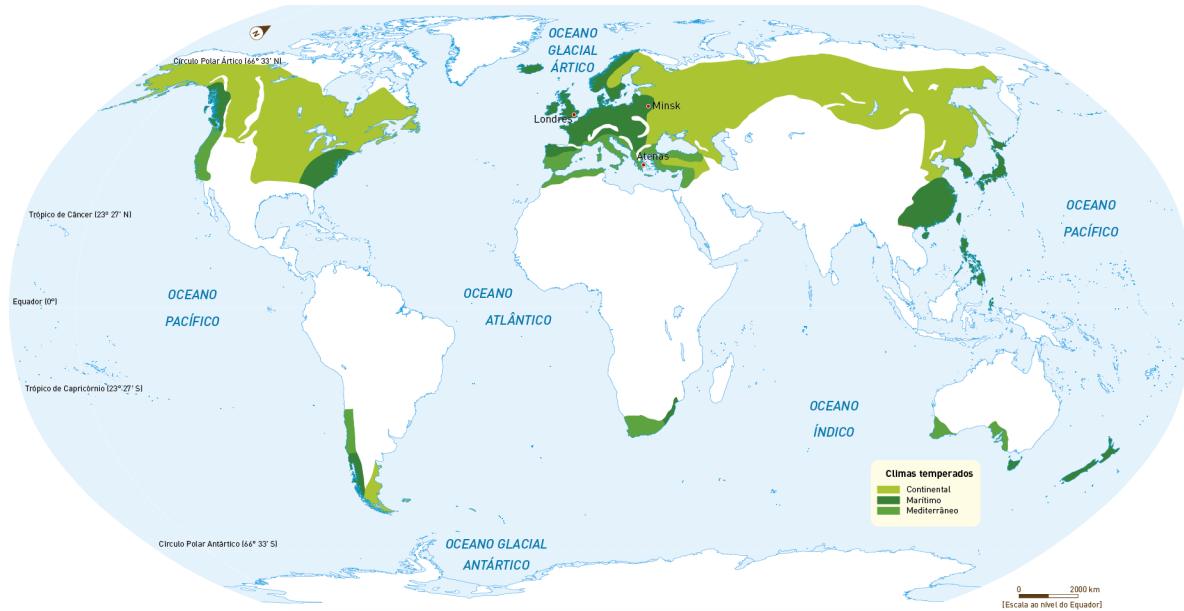 N
OCEANO
GLACIAL
ÁRTICO
Círculo Polar Ártico (66° 33' N)
Minsk
Londres
Atenas
Trópico de Câncer (23° 27' N)
OCEANO
PACÍFICO
Equador (0°)
OCEANO
PACÍFICO
OCEANO
ATLÂNTICO
Trópico de Capricórnio (23° 27' S)
OCEANO
ÍNDICO
Climas temperados
Continental
Marítimo
Mediterrâneo
Círculo Polar Antártico (66° 33' S)
OCEANO GLACIAL
ANTÁRTICO
0 2000 km
[Escala ao nível do Equador]